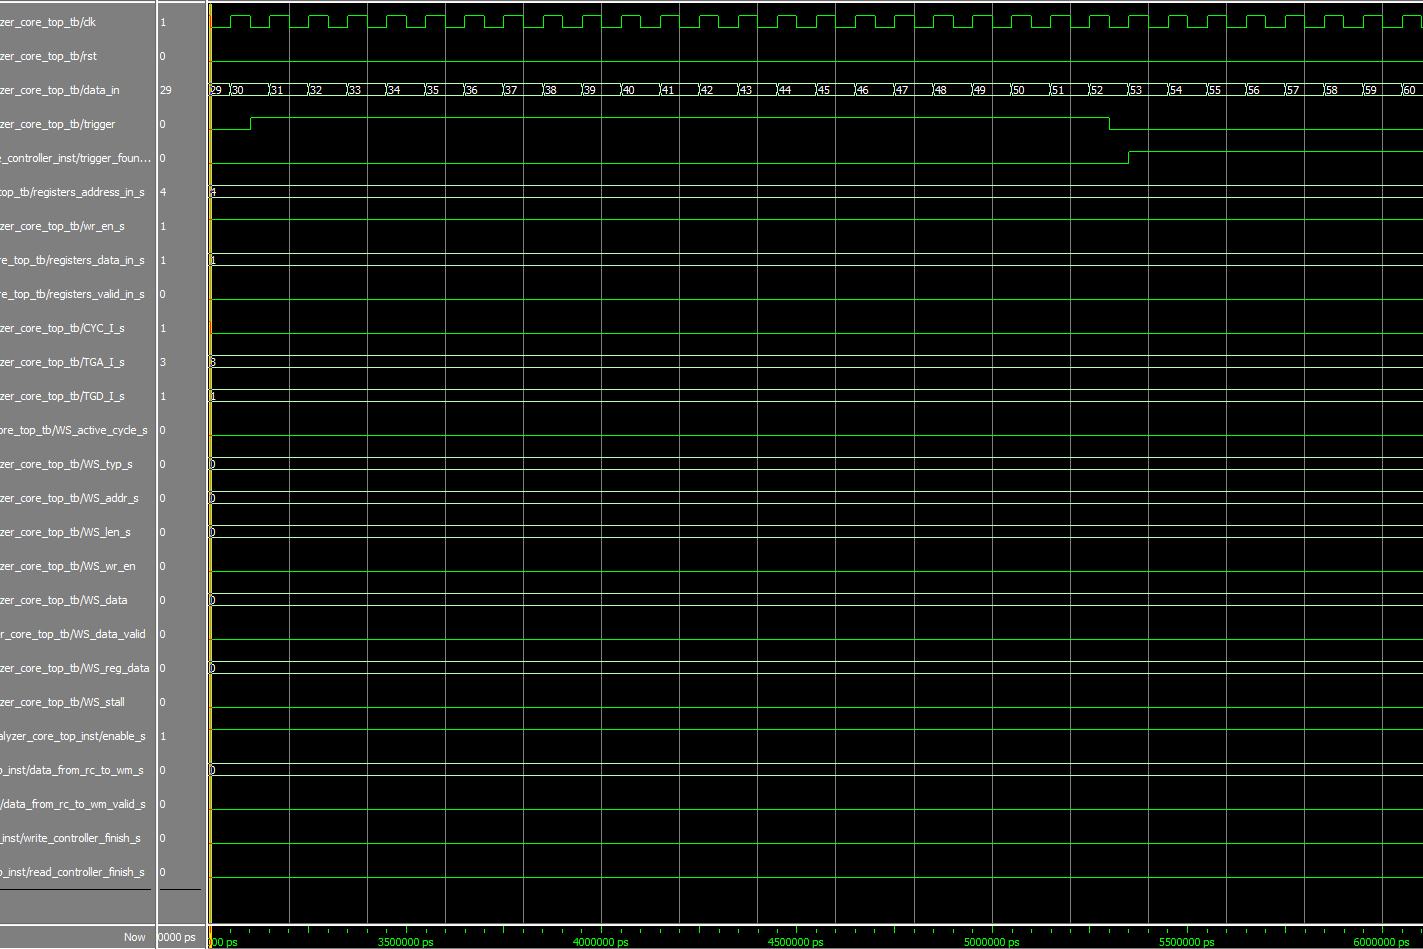 zer_core_top_tb/clk 1
zer_core_top_tb/rst 0
zer_core_top_tb/data_in 29 29 30 31 32 33 34 35 36 37 38 39 40 41 42 43 44 45 46 47 48 49 50 51 52 53 54 55 56 57 58 59 60
zer_core_top_tb/trigger 0
e_controller_inst/trigger_foun... 0
top_tb/registers_address_in_s 4 4
zer_core_top_tb/wr_en_s 1
re_top_tb/registers_data_in_s 1 1
re_top_tb/registers_valid_in_s 0
zer_core_top_tb/CYC_I_s 1
zer_core_top_tb/TGA_I_s 3 3
zer_core_top_tb/TGD_I_s 1 1
core_top_tb/WS_active_cycle_s 0
zer_core_top_tb/WS_typ_s 0 0
zer_core_top_tb/WS_addr_s 0 0
zer_core_top_tb/WS_len_s 0 0
zer_core_top_tb/WS_wr_en 0
zer_core_top_tb/WS_data 0 0
r_core_top_tb/WS_data_valid 0
zer_core_top_tb/WS_reg_data 0 0
zer_core_top_tb/WS_stall 0
alyzer_core_top_inst/enable_s 1
p_inst/data_from_rc_to_wm_s 0 0
/data_from_rc_to_wm_valid_s 0
_inst/write_controller_finish_s 0
p_inst/read_controller_finish_s 0
Now 0000 ps 00 ps 3500000 ps 4000000 ps 4500000 ps 5000000 ps 5500000 ps 6000000 ps